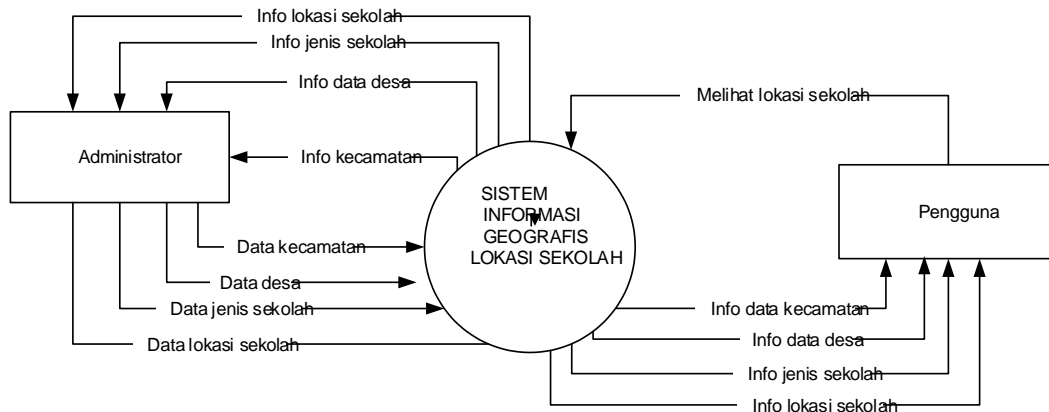 Info lokasi sekolah
Info jenis sekolah
Info data desa
Melihat lokasi sekolah
Administrator
Info kecamatan
SISTEM
INFORMASI
GEOGRAFIS
LOKASI SEKOLAH
Pengguna
Data kecamatan
Data desa
Data jenis sekolah
Data lokasi sekolah
Info data kecamatan
Info data desa
Info jenis sekolah
Info lokasi sekolah